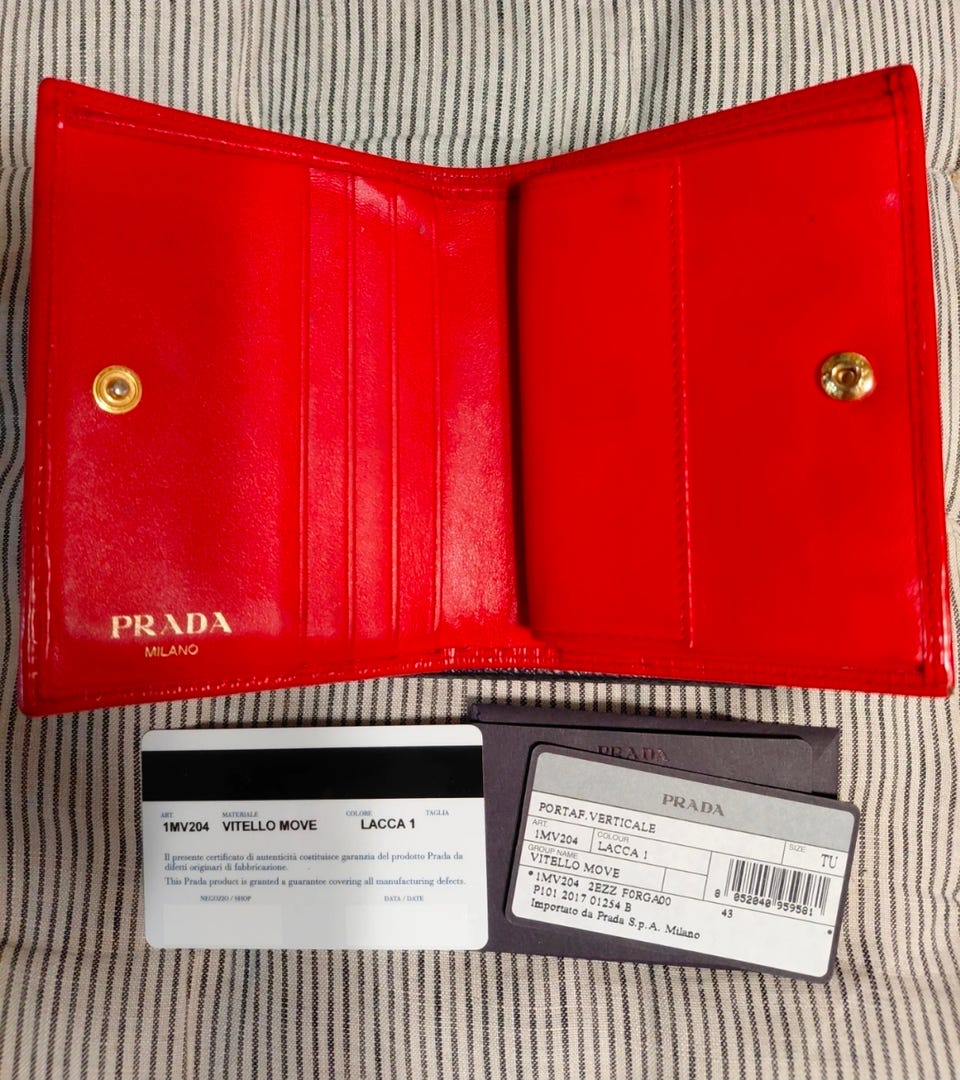 PRADA
MILANO
ART MATERIALE COLORE TAGLIA
1MV204 VITELLO MOVE LACCA 1
Il presente certificato di autenticità costituisce garanzia del prodotto Prada da
difetti originari di fabbricazione.
This Prada product is granted a guarantee covering all manufacturing defects.
NEGOZIO / SHOP DATA / DATE
PRADA
PRADA
PORTAF.VERTICALE
ART COLOUR SIZE
1MV204 LACCA 1 TU
GROUP NAME
VITELLO MOVE
*1MV204 2EZZ F0RGA00
P101 2017 01254 B
Importato da Prada S.p.A. Milano
8 052040 959501
43
*